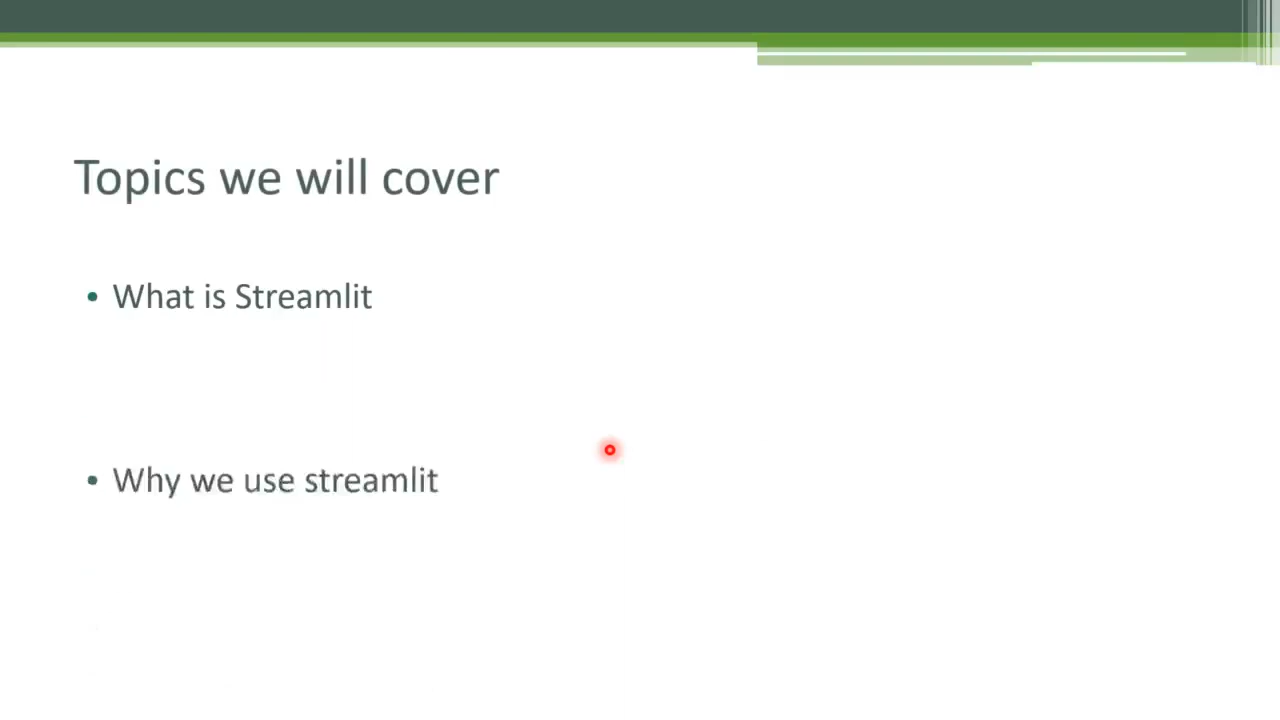 Topics we will cover
• What is Streamlit
• Why we use streamlit